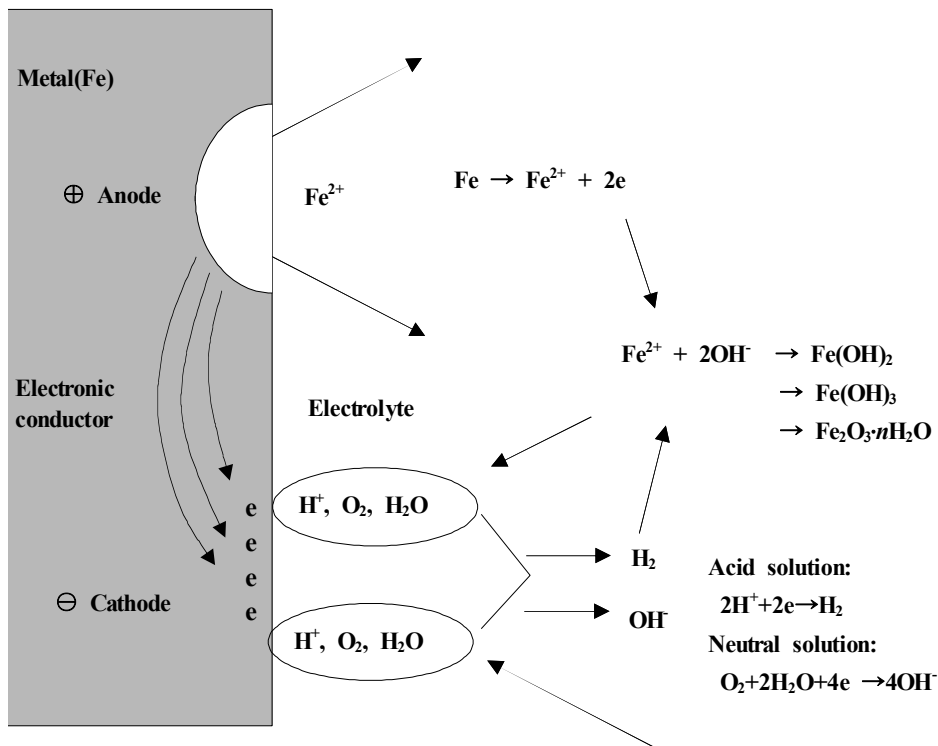 Metal(Fe)
⊕ Anode
Fe²⁺
Fe → Fe²⁺ + 2e
Fe²⁺ + 2OH⁻ → Fe(OH)₂
→ Fe(OH)₃
→ Fe₂O₃·nH₂O
Electronic
conductor
Electrolyte
e
e
e
e
H⁺, O₂, H₂O
⊖ Cathode
H⁺, O₂, H₂O
H₂
OH⁻
Acid solution:
2H⁺+2e→H₂
Neutral solution:
O₂+2H₂O+4e →4OH⁻